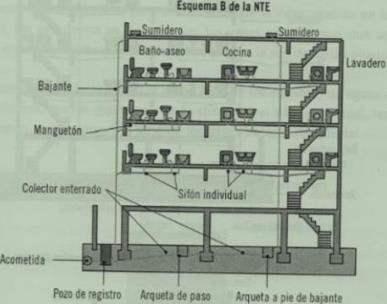 Esquema B de la NTE
Sumidero
Sumidero
Baño-aseo
Cocina
Lavadero
Bajante
Manguetón
Colector enterrado
Sifón individual
Acometida
Pozo de registro
Arqueta de paso
Arqueta a pie de bajante